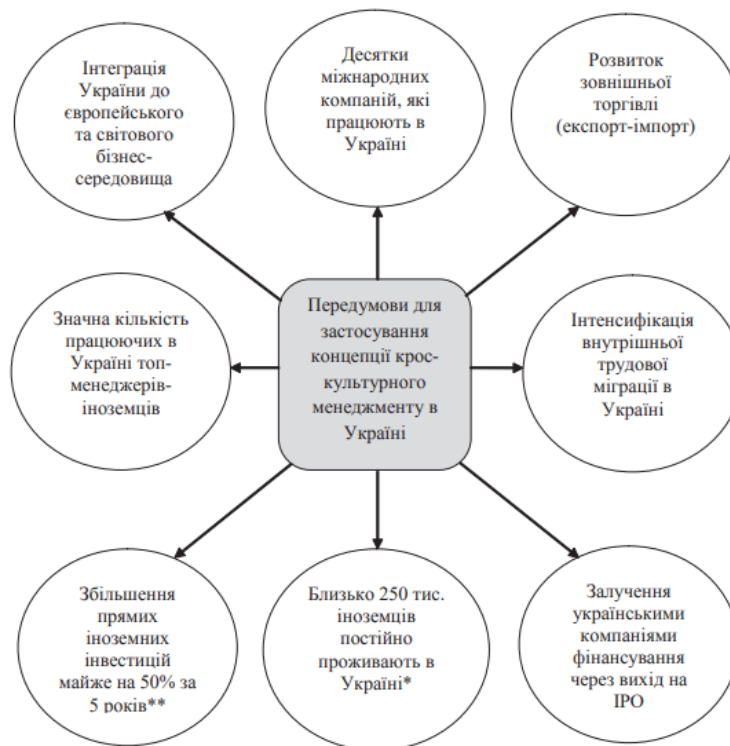 Інтеграція
України до
європейського
та світового
бізнес-
середовища
Десятки
міжнародних
компаній, які
працюють в
Україні
Розвиток
зовнішньої
торгівлі
(експорт-імпорт)
Значна кількість
працюючих в
Україні топ-
менеджерів-
іноземців
Передумови для
застосування
концепції крос-
культурного
менеджменту в
Україні
Інтенсифікація
внутрішньої
трудової
міграції в
Україні
Збільшення
прямих
іноземних
інвестицій
майже на 50% за
5 років**
Близько 250 тис.
іноземців
постійно
проживають в
Україні*
Залучення
українськими
компаніями
фінансування
через вихід на
IPO